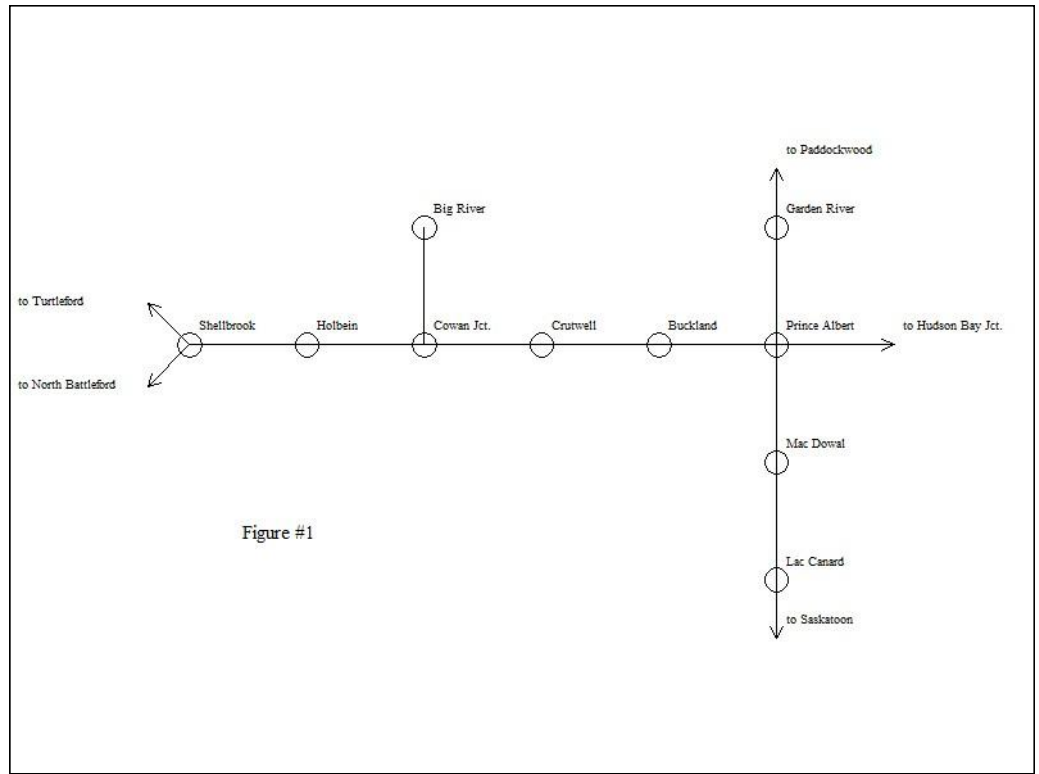 to Paddockwood
Big River
Garden River
to Turtleford
Shellbrook
Holbein
Cowan Jct.
Crutwell
Buckland
Prince Albert
to Hudson Bay Jct.
to North Battleford
Mac Dowal
Figure #1
Lac Canard
to Saskatoon